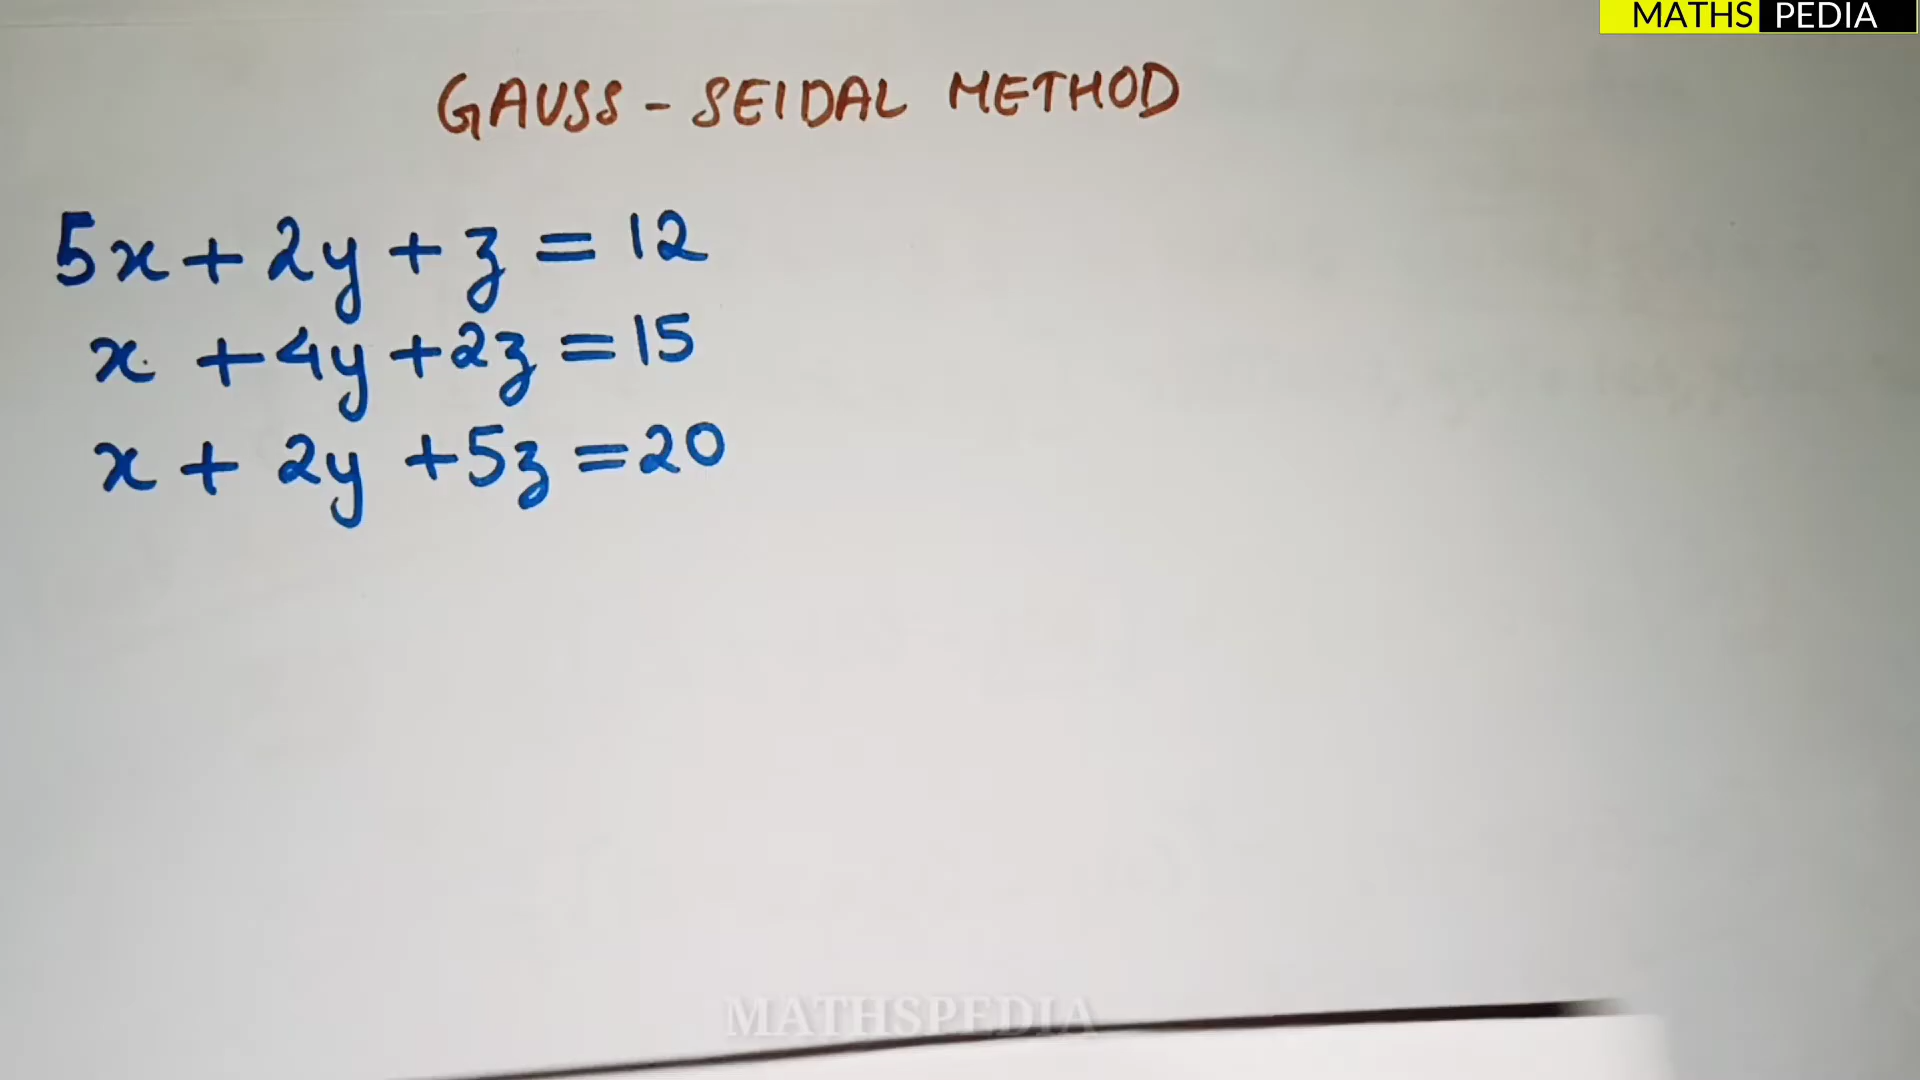 MATHS PEDIA
GAUSS - SEIDAL METHOD
5x + 2y + z = 12
x + 4y + 2z = 15
x + 2y + 5z = 20
MATHSPEDIA